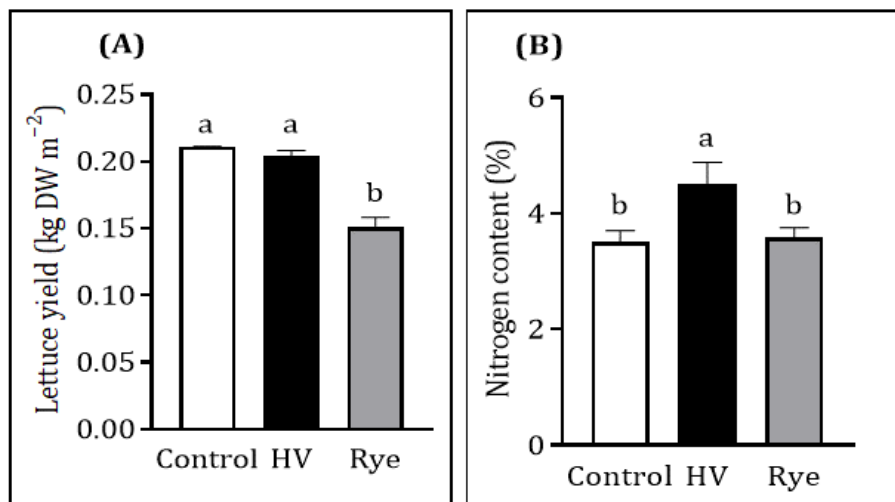 (A)
Lettuce yield (kg DW m⁻²)
0.25
0.20
0.15
0.10
0.05
0.00
a
a
b
Control HV Rye
(B)
Nitrogen content (%)
6
4
2
0
b
a
b
Control HV Rye